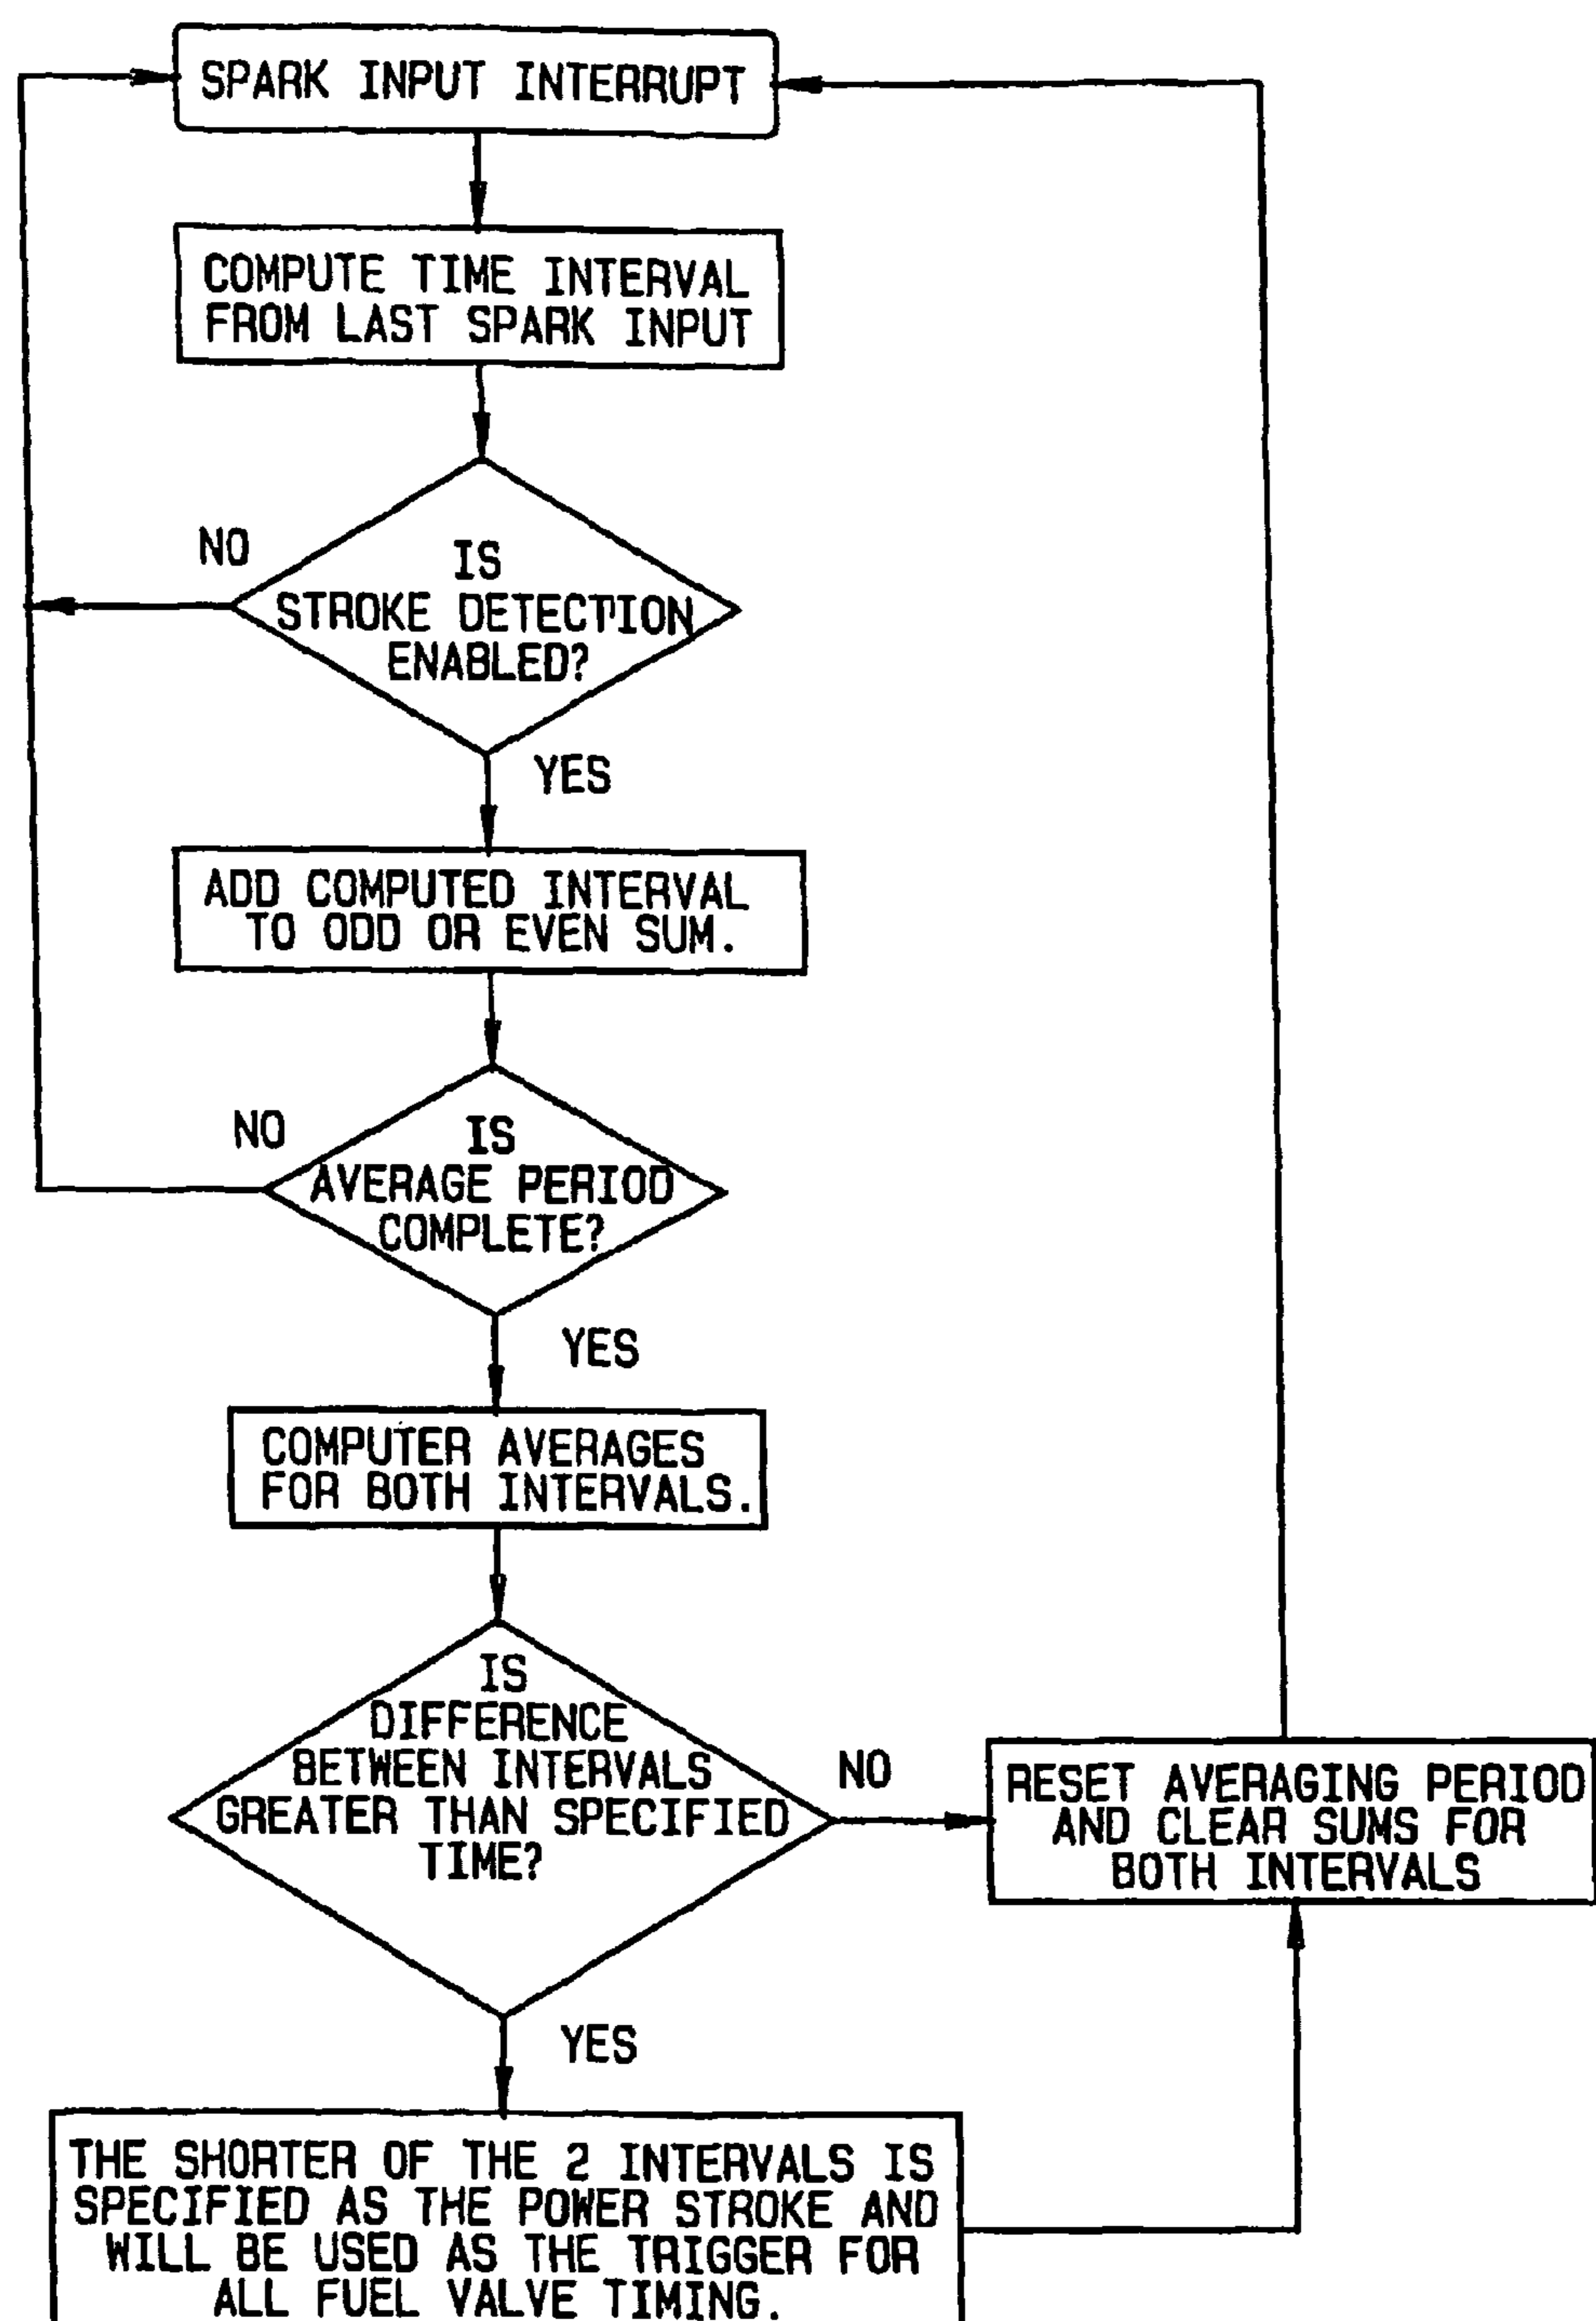 SPARK INPUT INTERRUPT
COMPUTE TIME INTERVAL
FROM LAST SPARK INPUT
NO
IS
STROKE DETECTION
ENABLED?
YES
ADD COMPUTED INTERVAL
TO ODD OR EVEN SUM.
NO
IS
AVERAGE PERIOD
COMPLETE?
YES
COMPUTER AVERAGES
FOR BOTH INTERVALS.
IS
DIFFERENCE
BETWEEN INTERVALS
GREATER THAN SPECIFIED
TIME?
NO
RESET AVERAGING PERIOD
AND CLEAR SUMS FOR
BOTH INTERVALS
YES
THE SHORTER OF THE 2 INTERVALS IS
SPECIFIED AS THE POWER STROKE AND
WILL BE USED AS THE TRIGGER FOR
ALL FUEL VALVE TIMING.